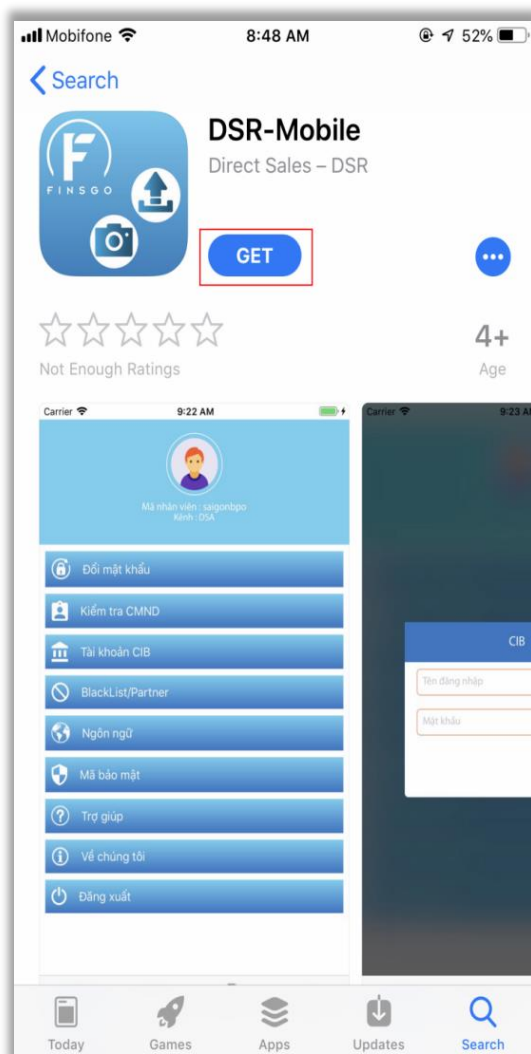 Mobifone
8:48 AM
52%
Search
FINSGO
DSR-Mobile
Direct Sales – DSR
GET
Not Enough Ratings
4+
Age
Carrier
9:22 AM
Mã nhân viên : saigonbpo
Kênh : DSA
Đổi mật khẩu
Kiểm tra CMND
Tài khoản CIB
BlackList/Partner
Ngôn ngữ
Mã bảo mật
Trợ giúp
Về chúng tôi
Đăng xuất
Carrier
9:23 AM
CIB
Tên đăng nhập
Mật khẩu
Today
Games
Apps
Updates
Search